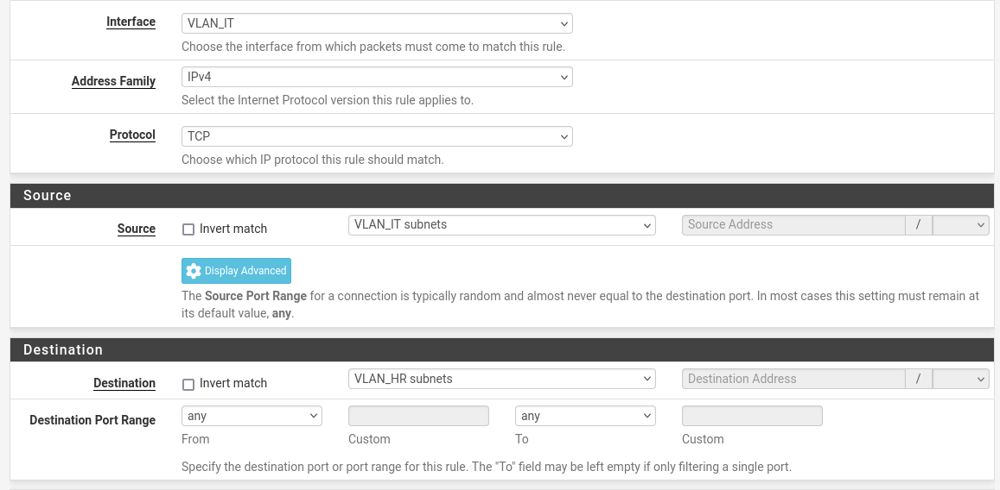 Interface VLAN_IT
Choose the interface from which packets must come to match this rule.
Address Family IPv4
Select the Internet Protocol version this rule applies to.
Protocol TCP
Choose which IP protocol this rule should match.
Source
Source Invert match VLAN_IT subnets Source Address /
Display Advanced
The Source Port Range for a connection is typically random and almost never equal to the destination port. In most cases this setting must remain at
its default value, any.
Destination
Destination Invert match VLAN_HR subnets Destination Address /
Destination Port Range any any
From Custom To Custom
Specify the destination port or port range for this rule. The "To" field may be left empty if only filtering a single port.